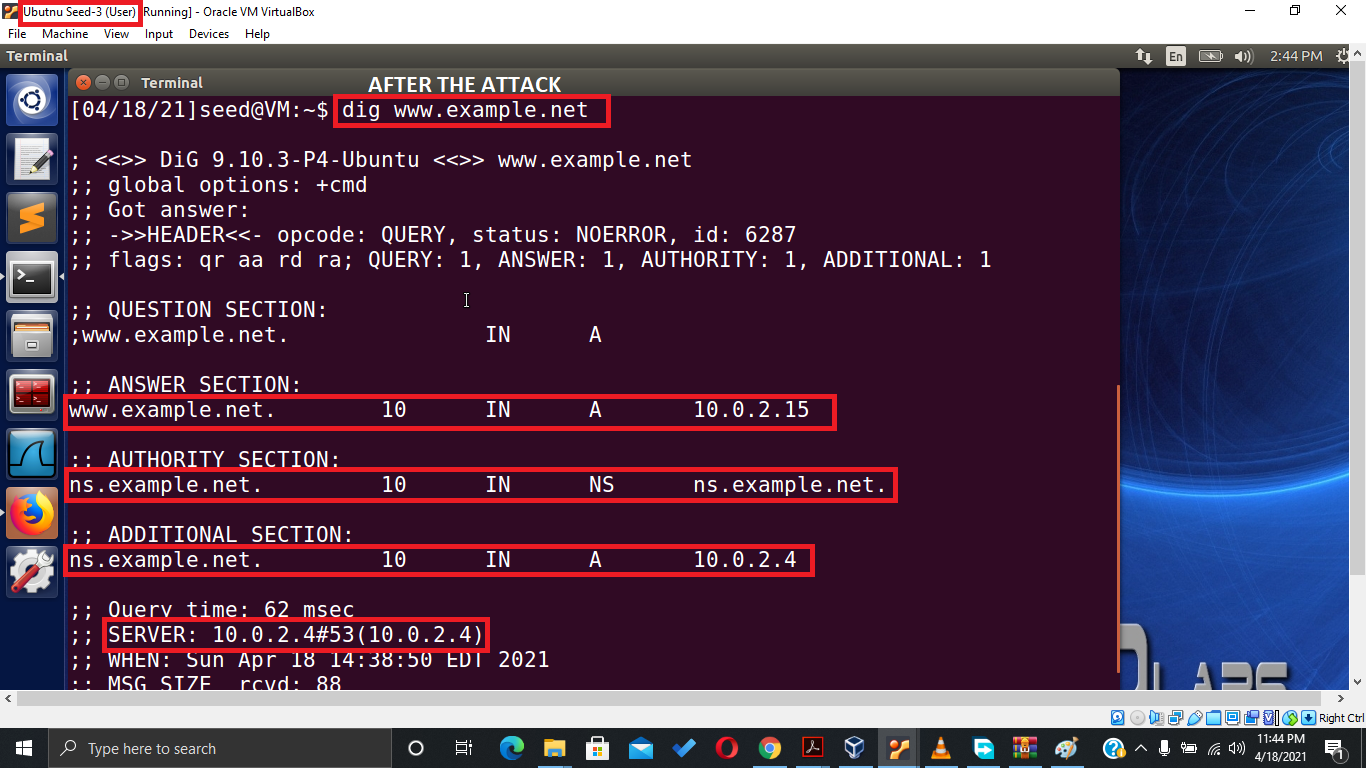 Ubutnu Seed-3 (User) [Running] - Oracle VM VirtualBox
File Machine View Input Devices Help
Terminal En 2:44 PM
Terminal AFTER THE ATTACK
[04/18/21]seed@VM:~$ dig www.example.net
; <<>> DiG 9.10.3-P4-Ubuntu <<>> www.example.net
;; global options: +cmd
;; Got answer:
;; ->>HEADER<<- opcode: QUERY, status: NOERROR, id: 6287
;; flags: qr aa rd ra; QUERY: 1, ANSWER: 1, AUTHORITY: 1, ADDITIONAL: 1
;; QUESTION SECTION:
;www.example.net. IN A
;; ANSWER SECTION:
www.example.net. 10 IN A 10.0.2.15
;; AUTHORITY SECTION:
ns.example.net. 10 IN NS ns.example.net.
;; ADDITIONAL SECTION:
ns.example.net. 10 IN A 10.0.2.4
;; Query time: 62 msec
;; SERVER: 10.0.2.4#53(10.0.2.4)
;; WHEN: Sun Apr 18 14:38:50 EDT 2021
;; MSG SIZE rcvd: 88
Right Ctrl
Type here to search
11:44 PM
4/18/2021
1